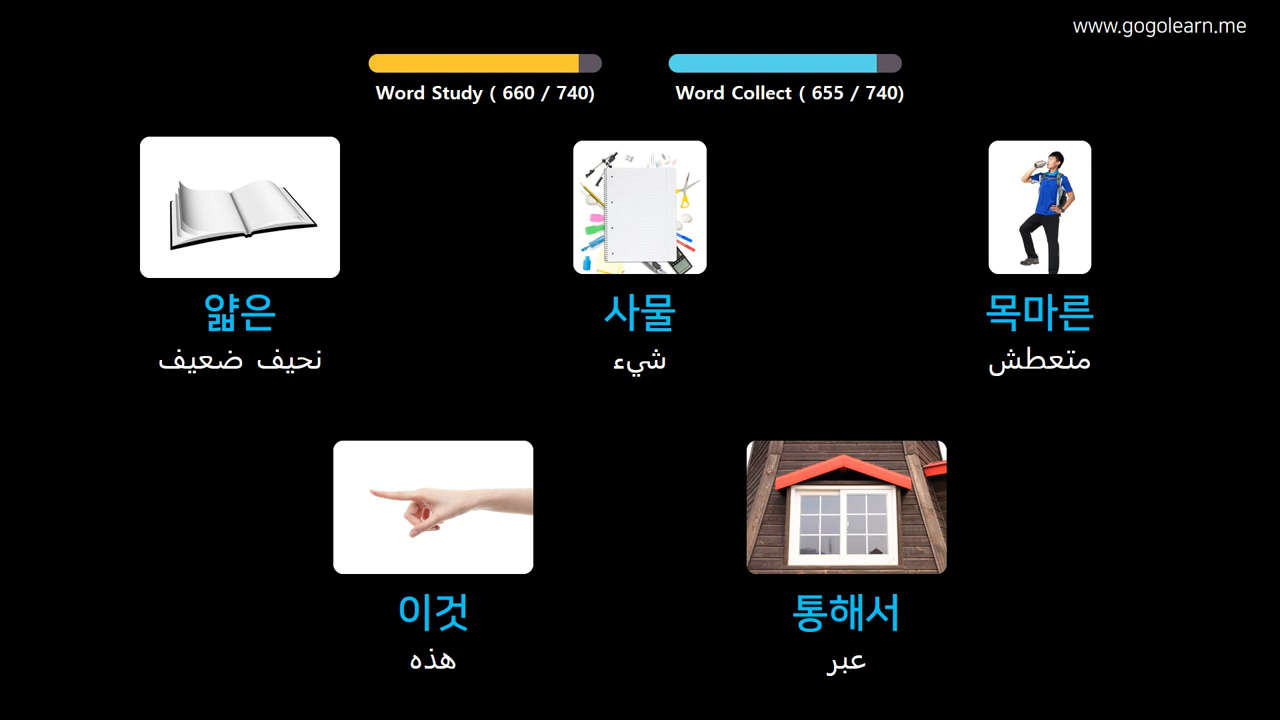 www.gogolearn.me
Word Study ( 660 / 740)
Word Collect ( 655 / 740)
얇은
사물
목마른
نحيف ضعيف
شيء
متعطش
이것
통해서
هذه
عبر